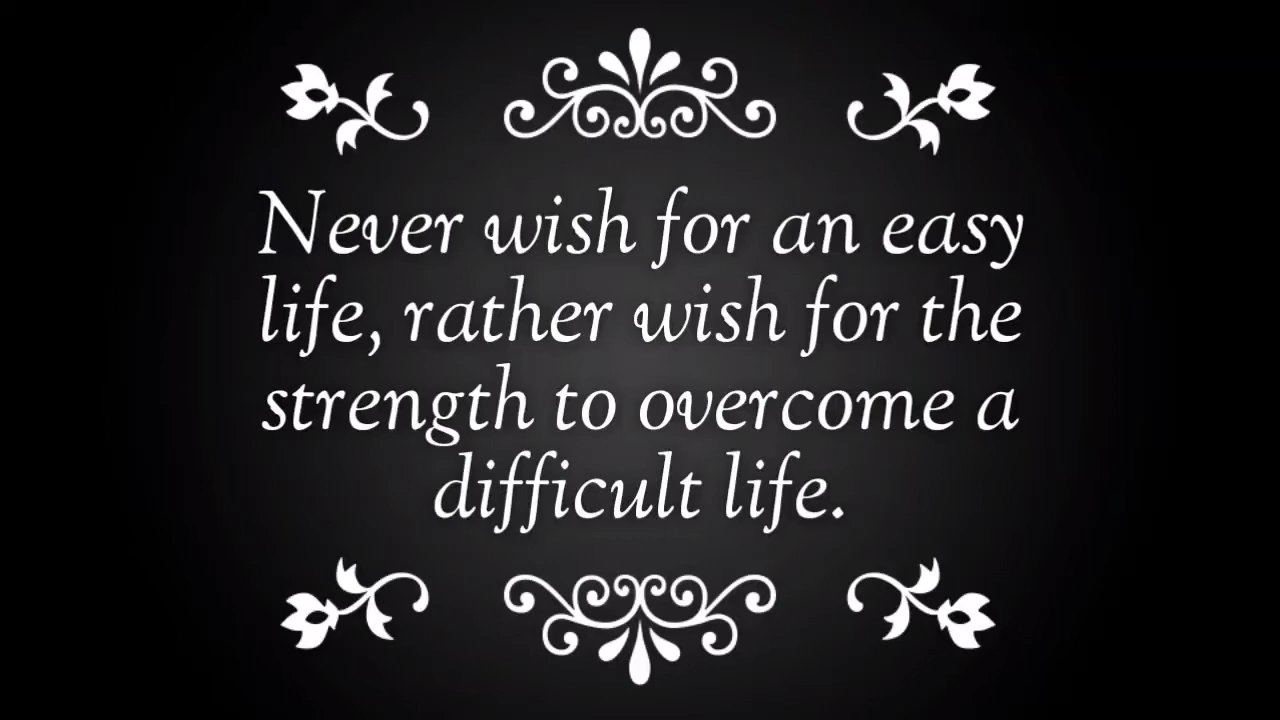 Never wish for an easy
life, rather wish for the
strength to overcome a
difficult life.